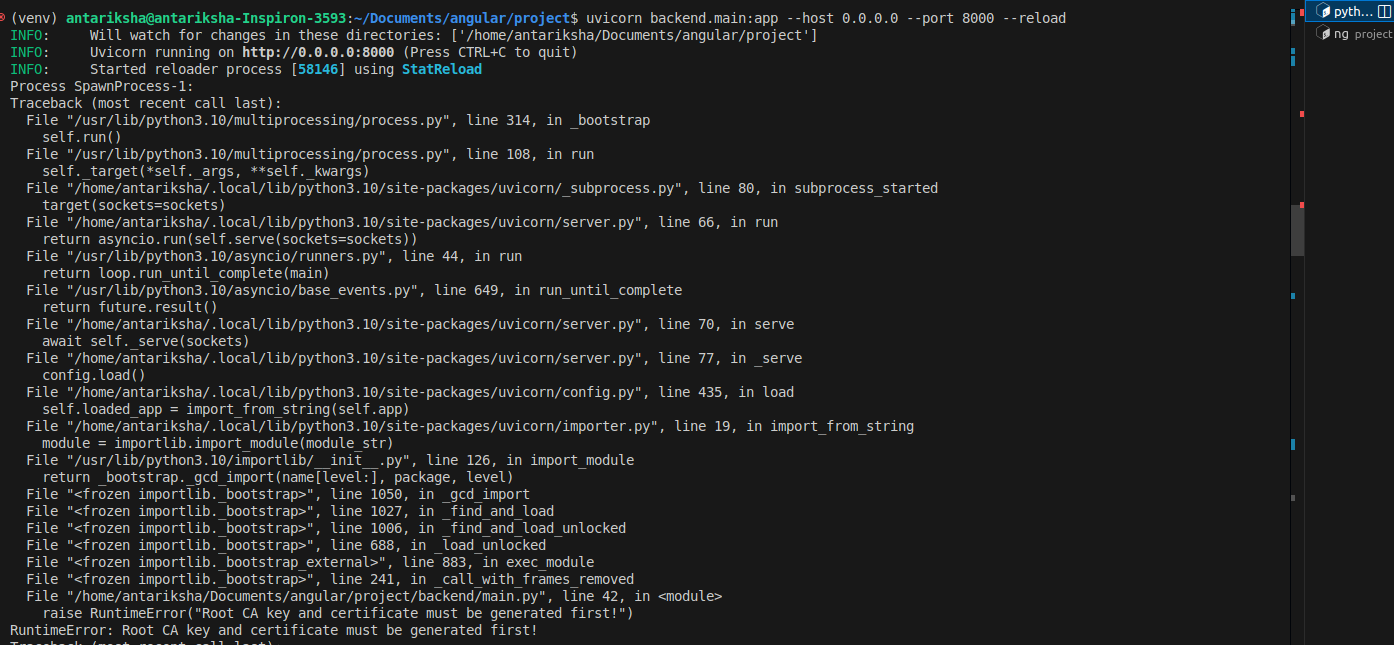 (venv) antariksha@antariksha-Inspiron-3593:~/Documents/angular/project$ uvicorn backend.main:app --host 0.0.0.0 --port 8000 --reload
INFO:     Will watch for changes in these directories: ['/home/antariksha/Documents/angular/project']
INFO:     Uvicorn running on http://0.0.0.0:8000 (Press CTRL+C to quit)
INFO:     Started reloader process [58146] using StatReload
Process SpawnProcess-1:
Traceback (most recent call last):
  File "/usr/lib/python3.10/multiprocessing/process.py", line 314, in _bootstrap
    self.run()
  File "/usr/lib/python3.10/multiprocessing/process.py", line 108, in run
    self._target(*self._args, **self._kwargs)
  File "/home/antariksha/.local/lib/python3.10/site-packages/uvicorn/_subprocess.py", line 80, in subprocess_started
    target(sockets=sockets)
  File "/home/antariksha/.local/lib/python3.10/site-packages/uvicorn/server.py", line 66, in run
    return asyncio.run(self.serve(sockets=sockets))
  File "/usr/lib/python3.10/asyncio/runners.py", line 44, in run
    return loop.run_until_complete(main)
  File "/usr/lib/python3.10/asyncio/base_events.py", line 649, in run_until_complete
    return future.result()
  File "/home/antariksha/.local/lib/python3.10/site-packages/uvicorn/server.py", line 70, in serve
    await self._serve(sockets)
  File "/home/antariksha/.local/lib/python3.10/site-packages/uvicorn/server.py", line 77, in _serve
    config.load()
  File "/home/antariksha/.local/lib/python3.10/site-packages/uvicorn/config.py", line 435, in load
    self.loaded_app = import_from_string(self.app)
  File "/home/antariksha/.local/lib/python3.10/site-packages/uvicorn/importer.py", line 19, in import_from_string
    module = importlib.import_module(module_str)
  File "/usr/lib/python3.10/importlib/__init__.py", line 126, in import_module
    return _bootstrap._gcd_import(name[level:], package, level)
  File "<frozen importlib._bootstrap>", line 1050, in _gcd_import
  File "<frozen importlib._bootstrap>", line 1027, in _find_and_load
  File "<frozen importlib._bootstrap>", line 1006, in _find_and_load_unlocked
  File "<frozen importlib._bootstrap>", line 688, in _load_unlocked
  File "<frozen importlib._bootstrap_external>", line 883, in exec_module
  File "<frozen importlib._bootstrap>", line 241, in _call_with_frames_removed
  File "/home/antariksha/Documents/angular/project/backend/main.py", line 42, in <module>
    raise RuntimeError("Root CA key and certificate must be generated first!")
RuntimeError: Root CA key and certificate must be generated first!
Traceback (most recent call last)
pyth...
ng project